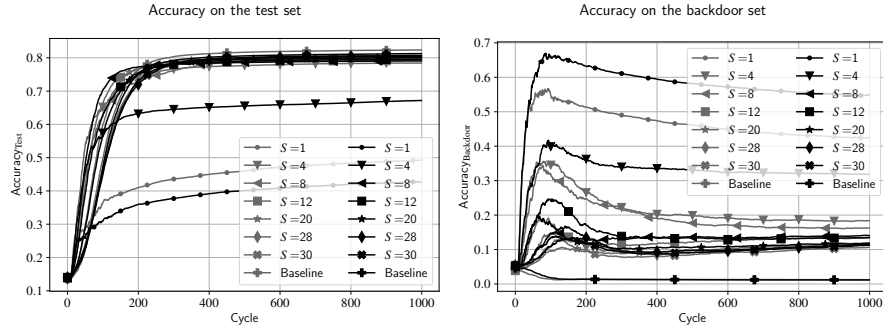 Accuracy on the test set
Accuracy_Test
0.8
0.7
0.6
0.5
0.4
0.3
0.2
0.1
S = 1
S = 4
S = 8
S = 12
S = 20
S = 28
S = 30
Baseline
S = 1
S = 4
S = 8
S = 12
S = 20
S = 28
S = 30
Baseline
0
200
400
600
800
1000
Cycle
Accuracy on the backdoor set
Accuracy_Backdoor
0.7
0.6
0.5
0.4
0.3
0.2
0.1
0.0
S = 1
S = 4
S = 8
S = 12
S = 20
S = 28
S = 30
Baseline
S = 1
S = 4
S = 8
S = 12
S = 20
S = 28
S = 30
Baseline
0
200
400
600
800
1000
Cycle